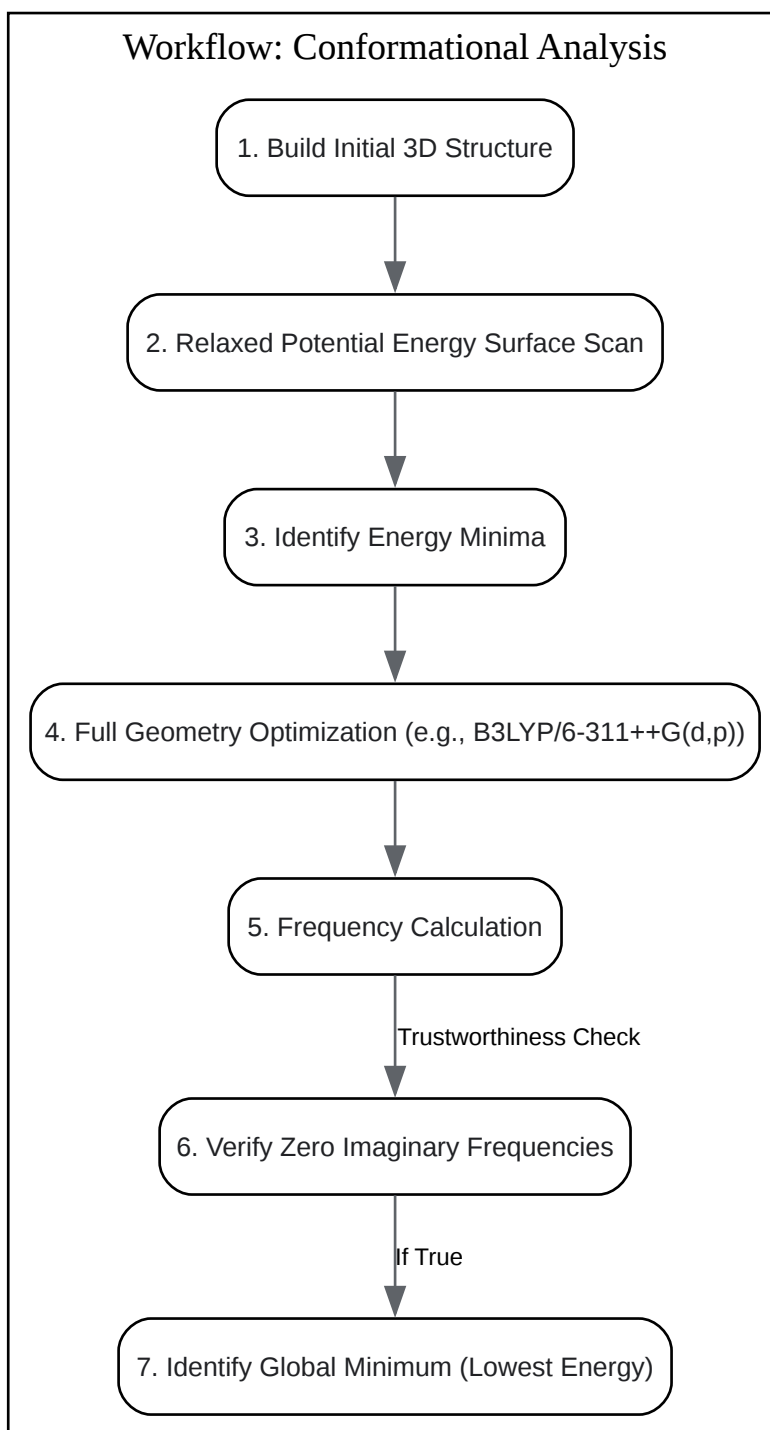 Workflow: Conformational Analysis
1. Build Initial 3D Structure
2. Relaxed Potential Energy Surface Scan
3. Identify Energy Minima
4. Full Geometry Optimization (e.g., B3LYP/6-311++G(d,p))
5. Frequency Calculation
Trustworthiness Check
6. Verify Zero Imaginary Frequencies
If True
7. Identify Global Minimum (Lowest Energy)